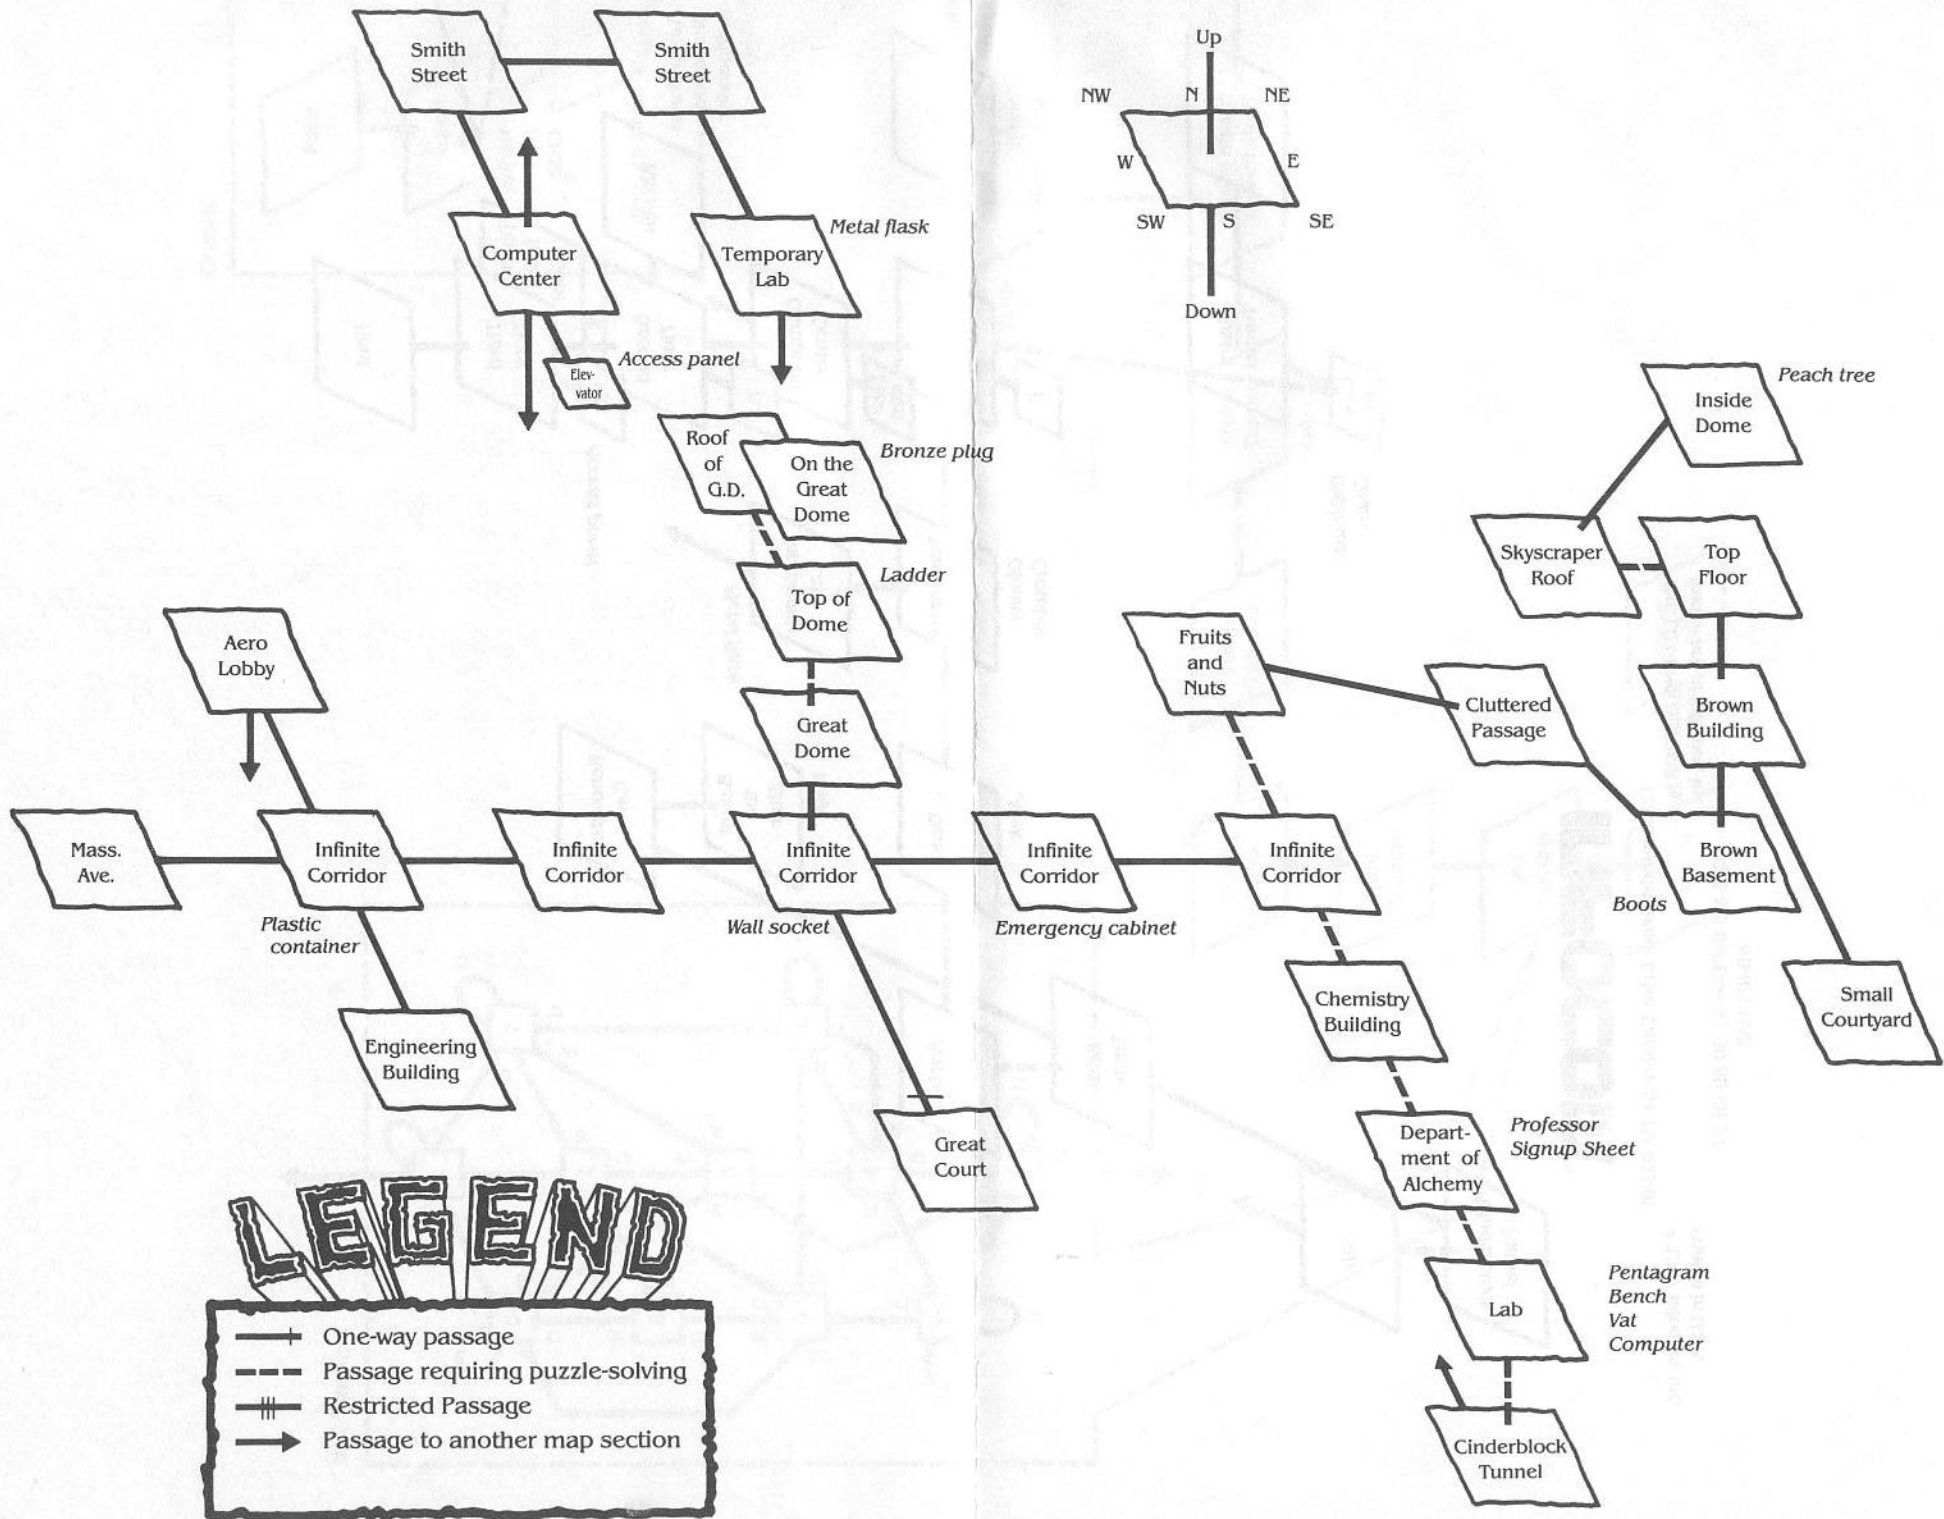 Smith
Street
Smith
Street
Up
NW
N
NE
W
E
SW
S
SE
Down
Computer
Center
Metal flask
Temporary
Lab
Access panel
Elev-
vator
Roof
of
G.D.
On the
Great
Dome
Bronze plug
Inside
Dome
Peach tree
Skyscraper
Roof
Top
Floor
Top of
Dome
Ladder
Aero
Lobby
Fruits
and
Nuts
Great
Dome
Cluttered
Passage
Brown
Building
Mass.
Ave.
Infinite
Corridor
Infinite
Corridor
Infinite
Corridor
Infinite
Corridor
Infinite
Corridor
Brown
Basement
Boots
Plastic
container
Wall socket
Emergency cabinet
Chemistry
Building
Small
Courtyard
Engineering
Building
Great
Court
Depart-
ment of
Alchemy
Professor
Signup Sheet
Lab
Pentagram
Bench
Vat
Computer
Cinderblock
Tunnel
LEGEND
One-way passage
Passage requiring puzzle-solving
Restricted Passage
Passage to another map section